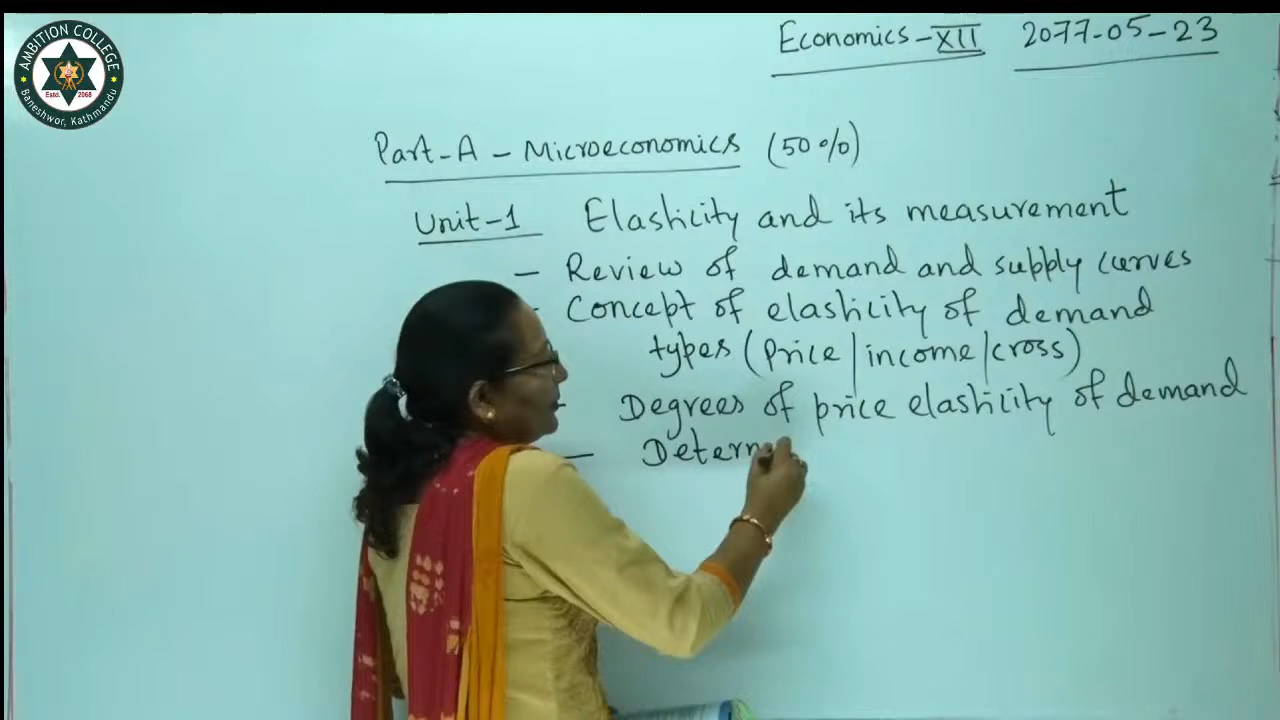 AMBITION COLLEGE
Estd. 2068
Baneshwor, Kathmandu
Economics-XII 2077-05-23
Part-A - Microeconomics (50%)
Unit-1 Elasticity and its measurement
- Review of demand and supply curves
- Concept of elasticity of demand
types (Price/income/cross)
- Degrees of price elasticity of demand
- Determ